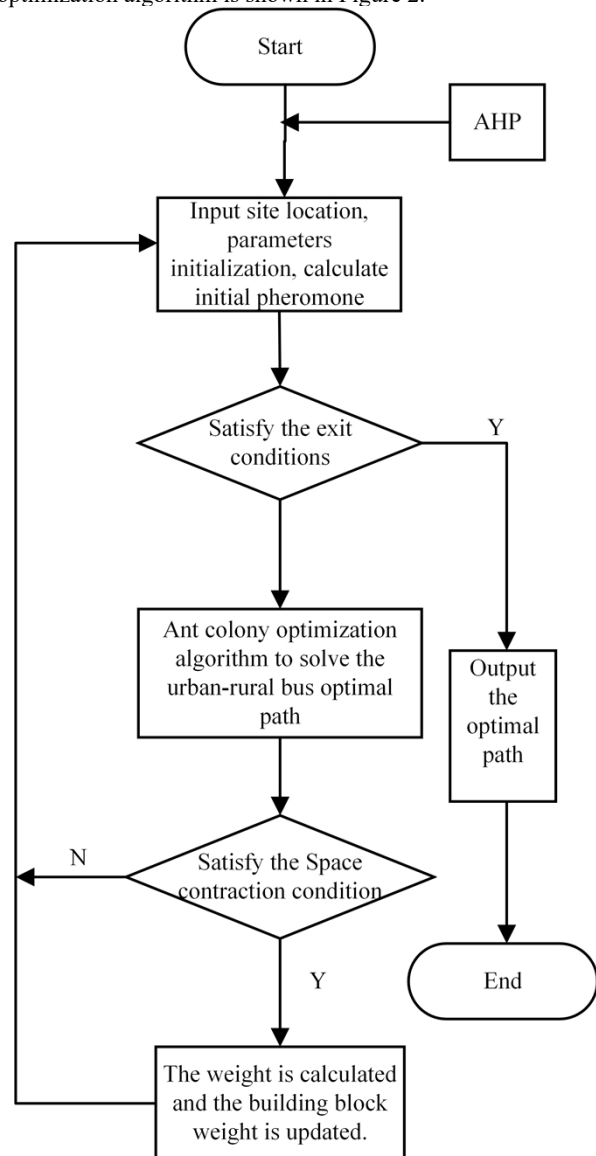 optimization algorithm is shown in Figure 2.
Start
AHP
Input site location,
parameters
initialization, calculate
initial pheromone
Satisfy the exit
conditions
Y
Ant colony optimization
algorithm to solve the
urban-rural bus optimal
path
Output
the
optimal
path
N
Satisfy the Space
contraction condition
Y
End
The weight is calculated
and the building block
weight is updated.